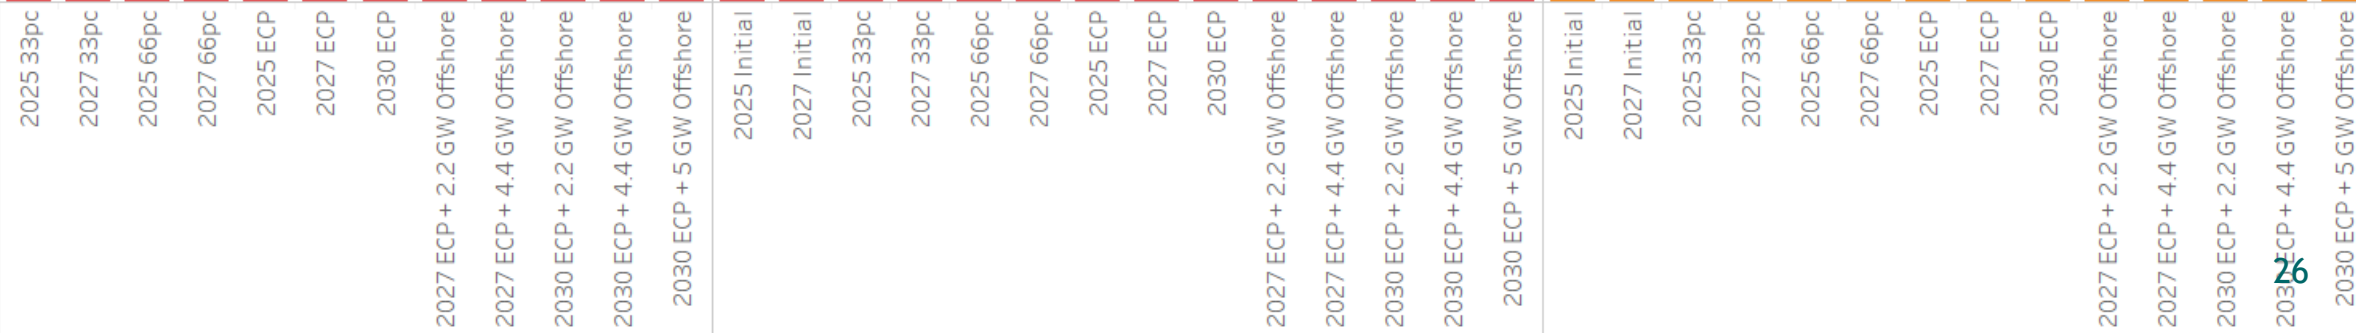 2025 33pc
2027 33pc
2025 66pc
2027 66pc
2025 ECP
2027 ECP
2030 ECP
2027 ECP + 2.2 GW Offshore
2027 ECP + 4.4 GW Offshore
2030 ECP + 2.2 GW Offshore
2030 ECP + 4.4 GW Offshore
2030 ECP + 5 GW Offshore
2025 Initial
2027 Initial
2025 33pc
2027 33pc
2025 66pc
2027 66pc
2025 ECP
2027 ECP
2030 ECP
2027 ECP + 2.2 GW Offshore
2027 ECP + 4.4 GW Offshore
2030 ECP + 2.2 GW Offshore
2030 ECP + 4.4 GW Offshore
2030 ECP + 5 GW Offshore
2025 Initial
2027 Initial
2025 33pc
2027 33pc
2025 66pc
2027 66pc
2025 ECP
2027 ECP
2030 ECP
2027 ECP + 2.2 GW Offshore
2027 ECP + 4.4 GW Offshore
2030 ECP + 2.2 GW Offshore
2030 ECP + 4.4 GW Offshore
2030 ECP + 5 GW Offshore
26